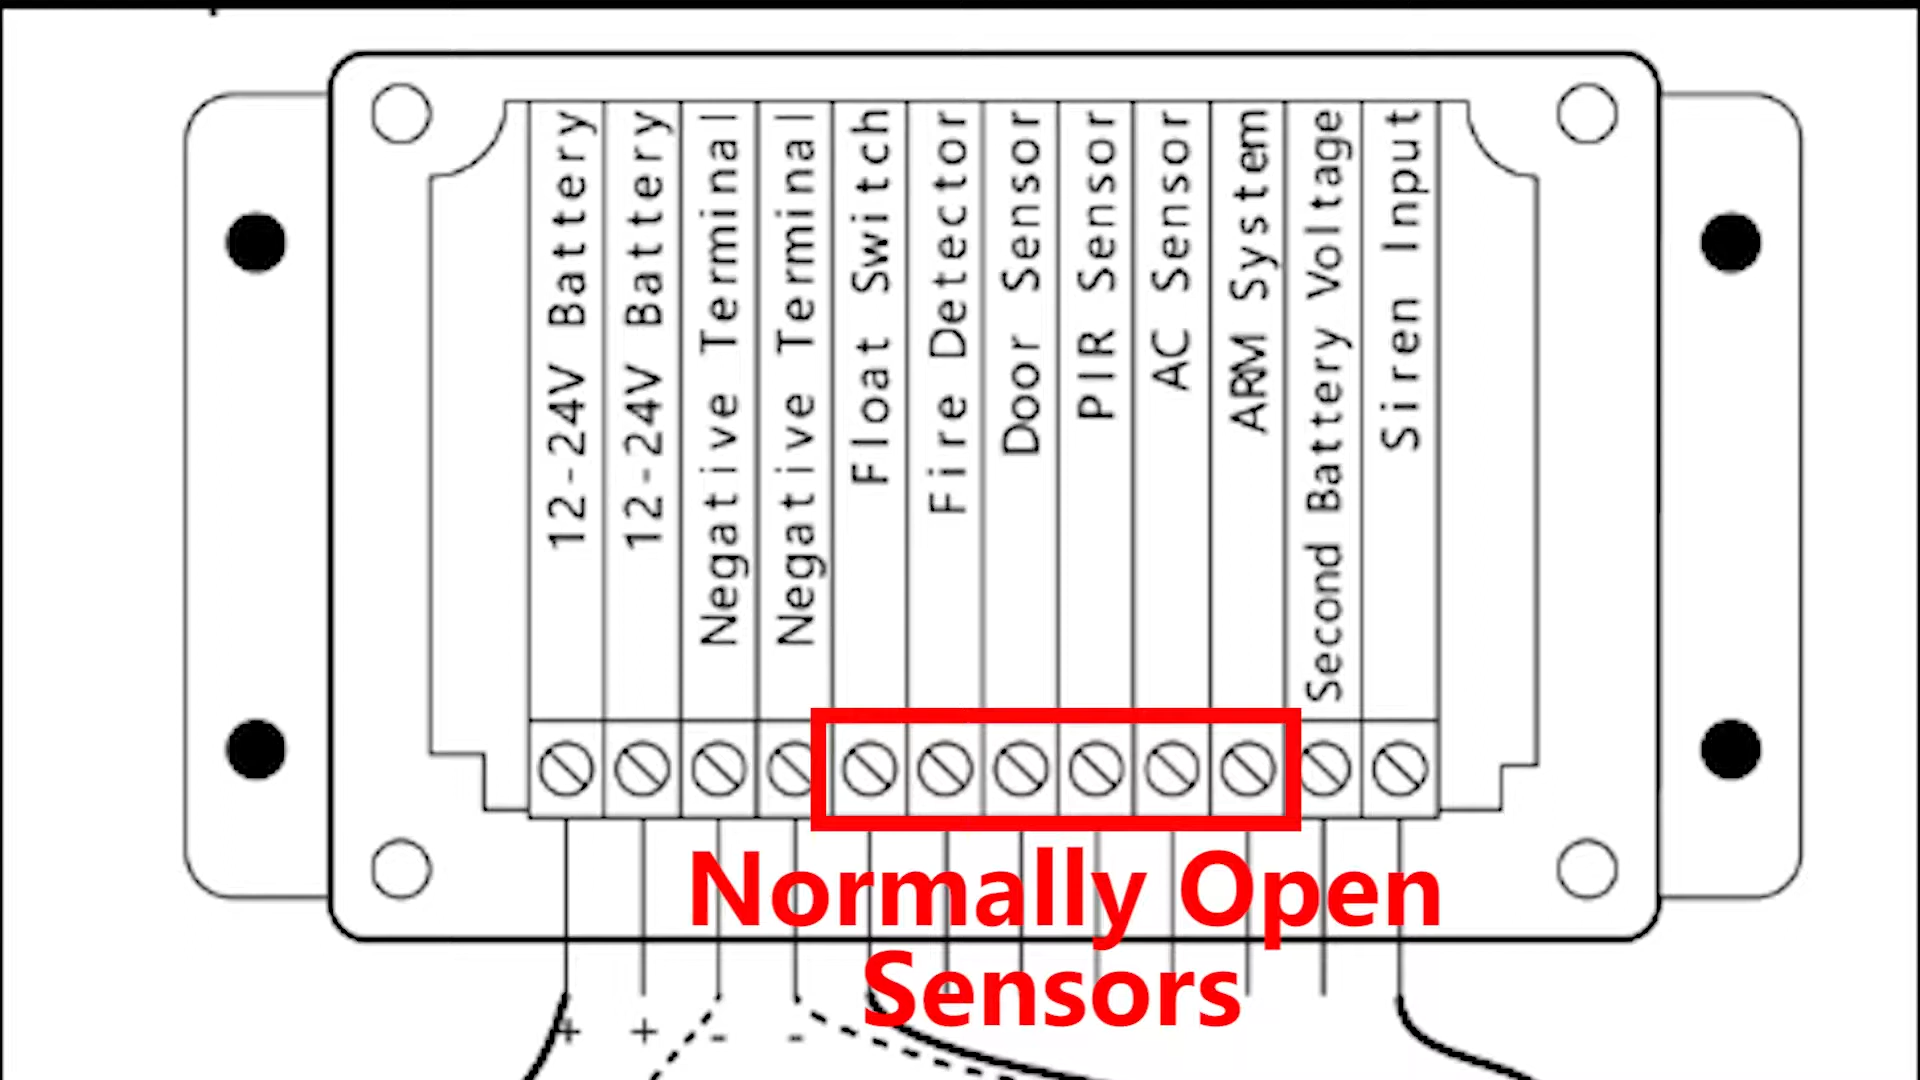 12-24V Battery
12-24V Battery
Negative Terminal
Negative Terminal
Float Switch
Fire Detector
Door Sensor
PIR Sensor
AC Sensor
ARM System
Second Battery Voltage
Siren Input
Normally Open
Sensors
+ + - -